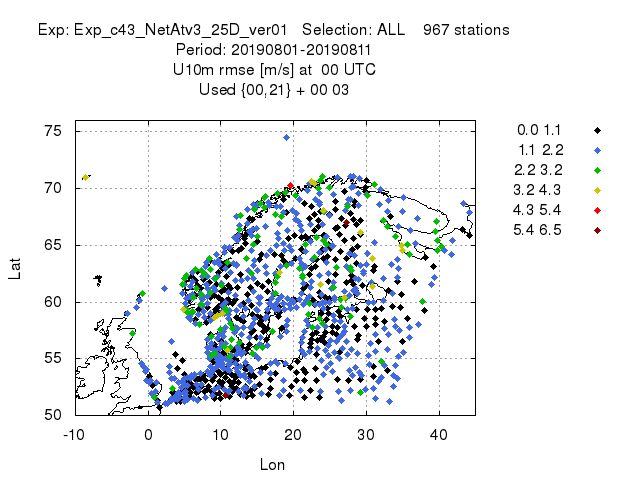 Exp: Exp_c43_NetAtv3_25D_ver01 Selection: ALL 967 stations
Period: 20190801-20190811
U10m rmse [m/s] at 00 UTC
Used {00,21} + 00 03
75
70
65
60
55
50
Lat
-10 0 10 20 30 40
Lon
0.0 1.1
1.1 2.2
2.2 3.2
3.2 4.3
4.3 5.4
5.4 6.5